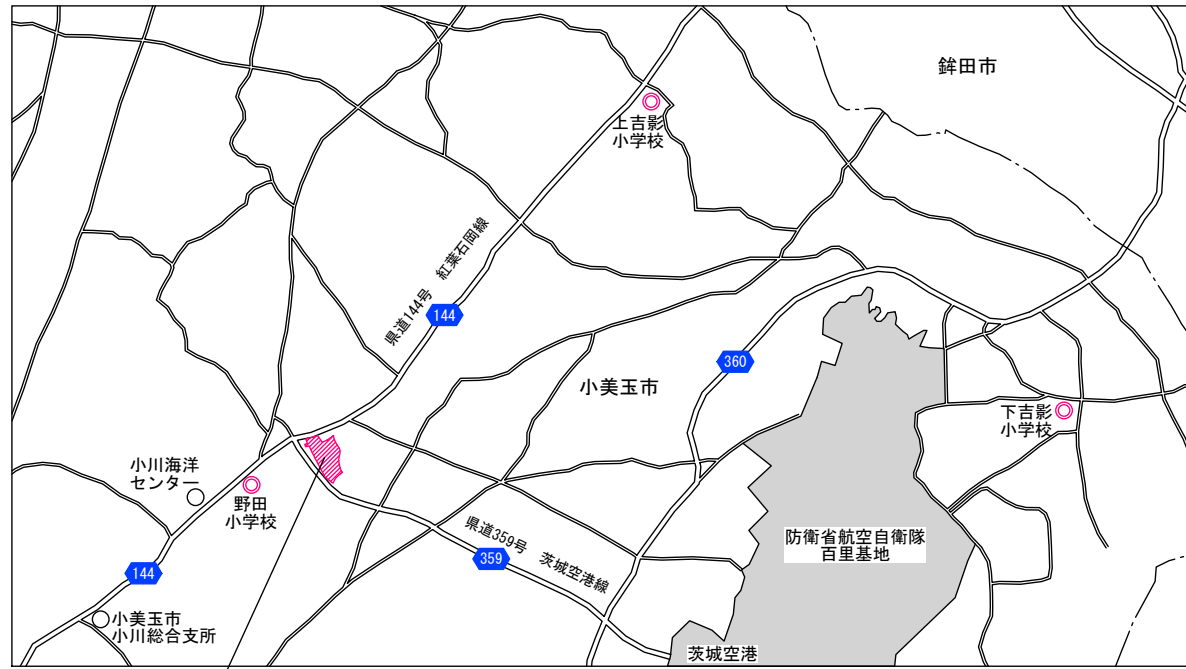 鉾田市
上吉影
小学校
県道144号 紅葉石岡線
144
360
小美玉市
下吉影
小学校
小川海洋
センター
野田
小学校
県道359号 茨城空港線
359
防衛省航空自衛隊
百里基地
144
小美玉市
小川総合支所
茨城空港